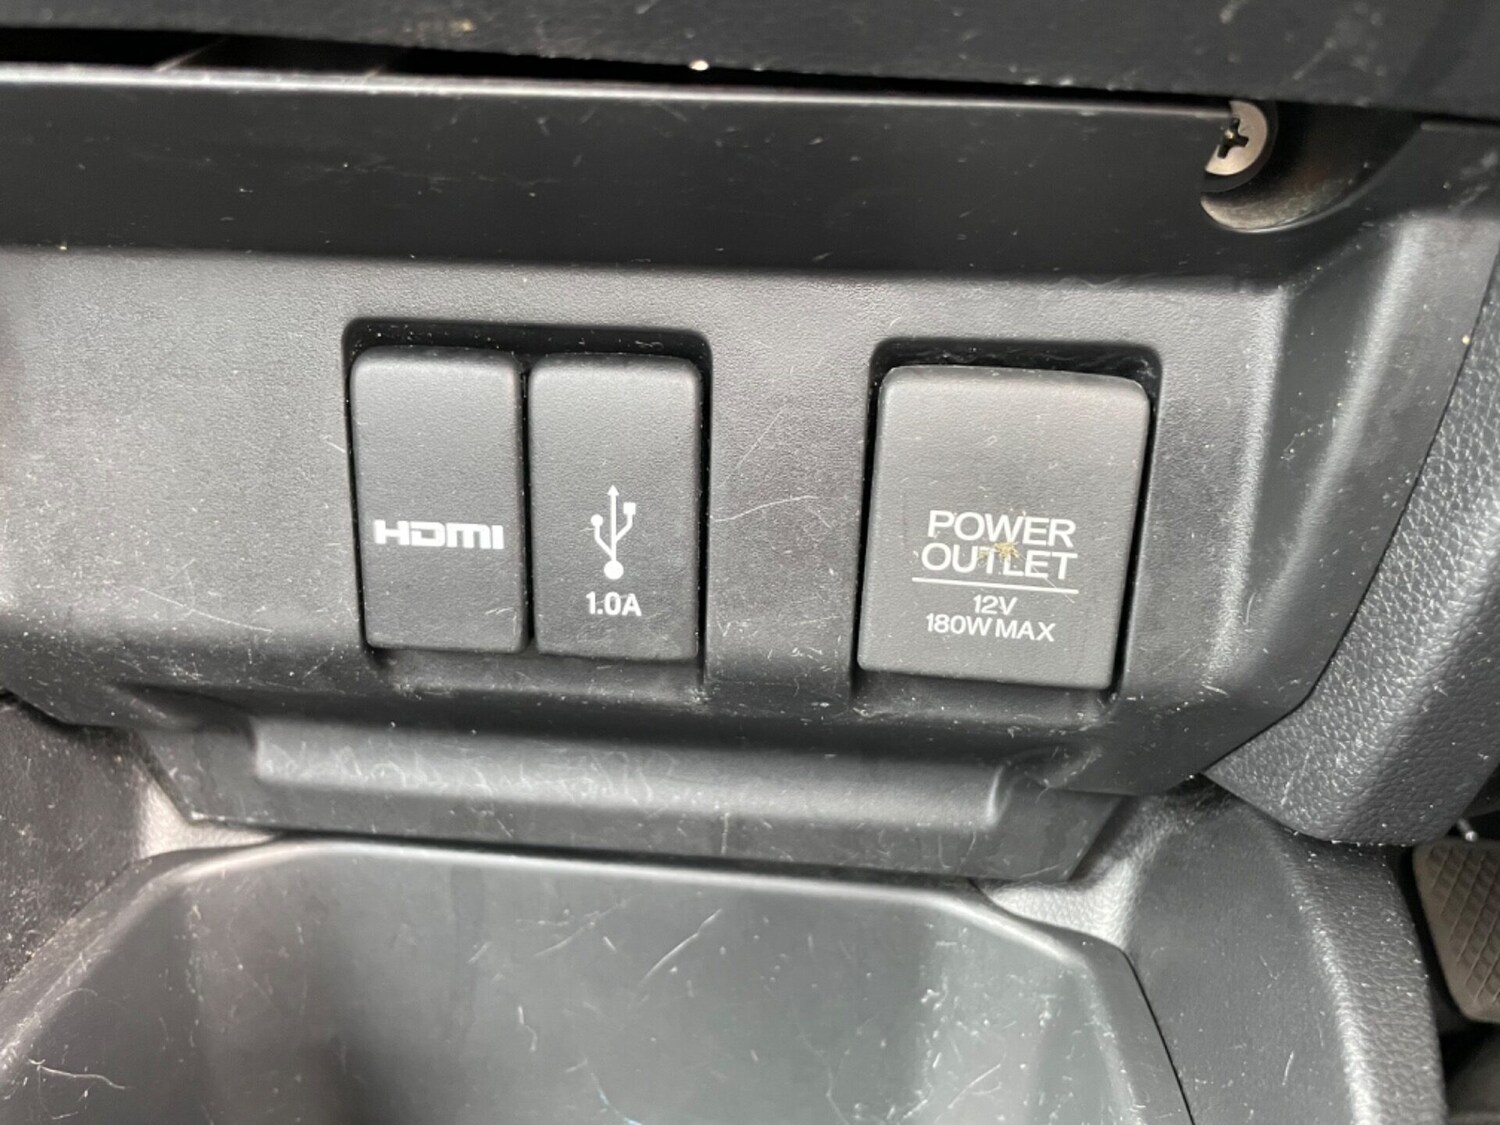 HDMI
1.0A
POWER
OUTLET
12V
180W MAX